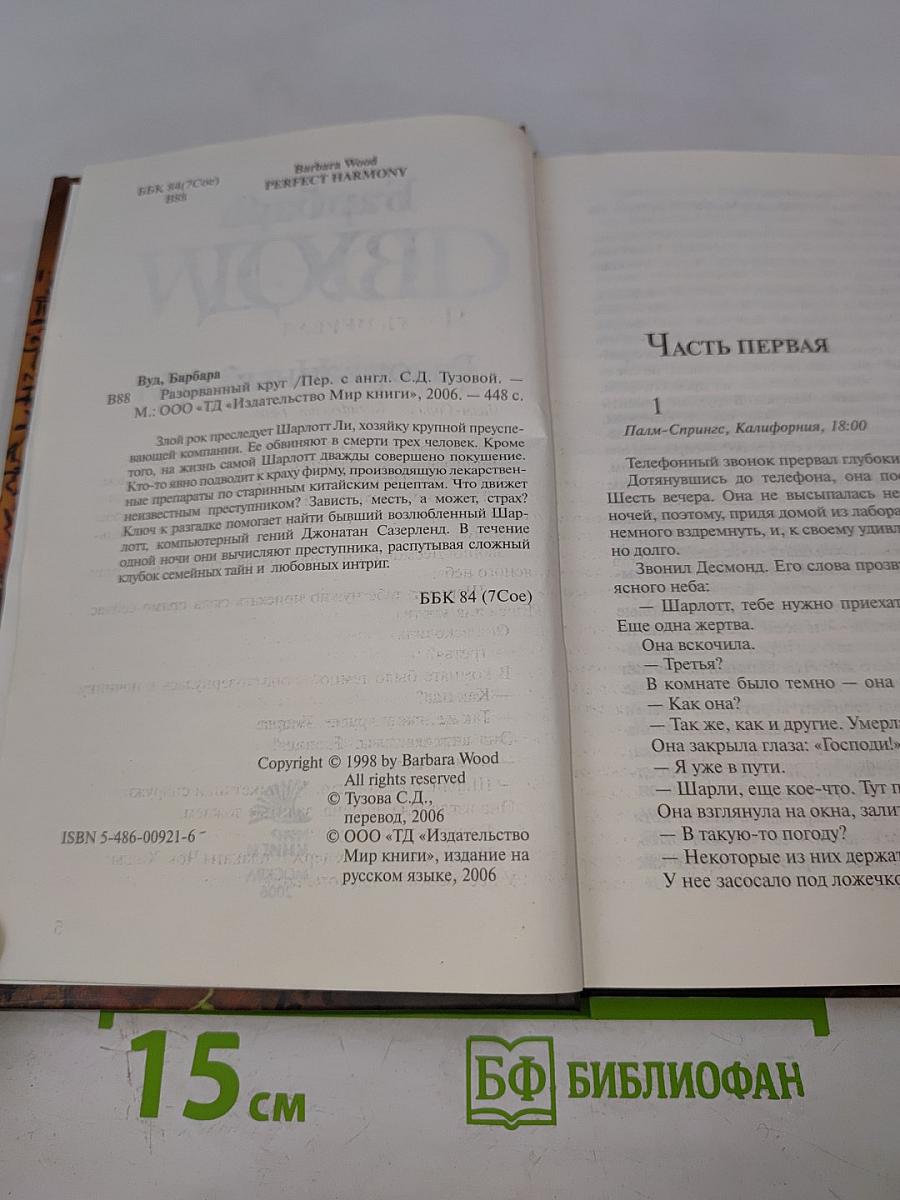 ББК 84(7Сое)
В88
Barbara Wood
PERFECT HARMONY
Вуд, Барбара
В88 Разорванный круг /Пер. с англ. С.Д. Тузовой. —
М.: ООО «ТД «Издательство Мир книги», 2006. — 448 с.
Злой рок преследует Шарлотт Ли, хозяйку крупной преуспе-
вающей компании. Ее обвиняют в смерти трех человек. Кроме
того, на жизнь самой Шарлотт дважды совершено покушение.
Кто-то явно подводит к краху фирму, производящую лекарствен-
ные препараты по старинным китайским рецептам. Что движет
неизвестным преступником? Зависть, месть, а может, страх?
Ключ к разгадке помогает найти бывший возлюбленный Шар-
лотт, компьютерный гений Джонатан Сазерленд. В течение
одной ночи они вычисляют преступника, распутывая сложный
клубок семейных тайн и любовных интриг.
ББК 84 (7Сое)
Copyright © 1998 by Barbara Wood
All rights reserved
© Тузова С.Д.,
перевод, 2006
ISBN 5-486-00921-6
© ООО «ТД «Издательство
Мир книги», издание на
русском языке, 2006
Часть первая
1
Палм-Спрингс, Калифорния, 18:00
Телефонный звонок прервал глубоки
Дотянувшись до телефона, она по
Шесть вечера. Она не высыпалась не
ночей, поэтому, придя домой из лабора
немного вздремнуть, и, к своему удивл
но долго.
Звонил Десмонд. Его слова прозв
ясного неба:
— Шарлотт, тебе нужно приехат
Еще одна жертва.
Она вскочила.
— Третья?
В комнате было темно — она
— Как она?
— Так же, как и другие. Умерл
Она закрыла глаза: «Господи!»
— Я уже в пути.
— Шарли, еще кое-что. Тут п
Она взглянула на окна, зали
— В такую-то погоду?
— Некоторые из них держат
У нее засосало под ложечко
15 см
БФ БИБЛИОФАН